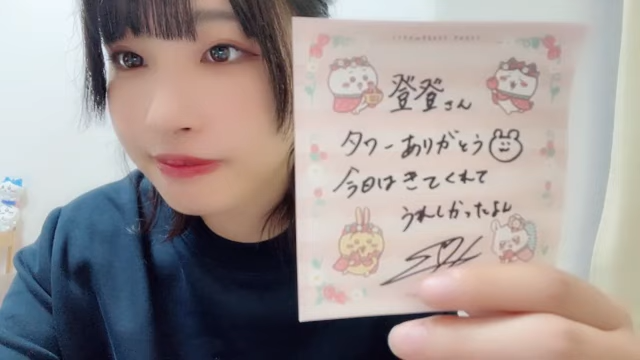 登登さん
タワーありがとう
今日はきてくれて
うれしかったよん